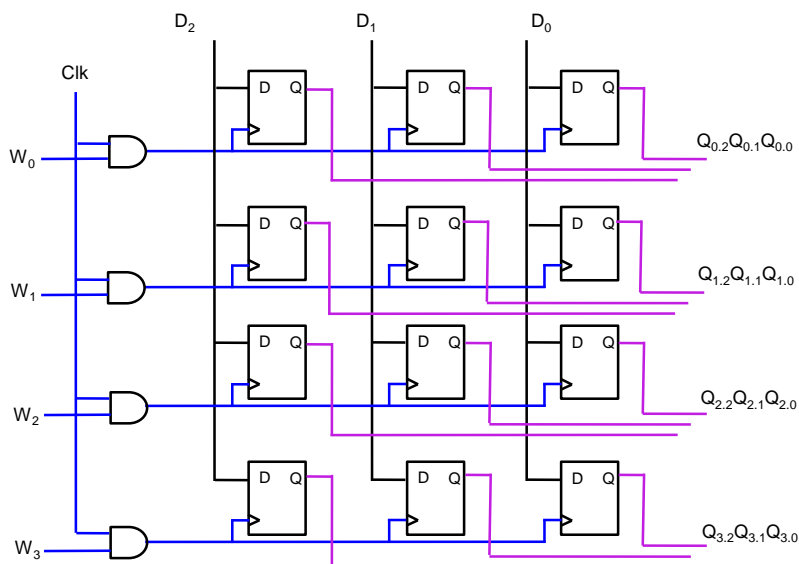 D₂ D₁ D₀
Clk
D Q D Q D Q
W₀ Q₀.₂Q₀.₁Q₀.₀
D Q D Q D Q
W₁ Q₁.₂Q₁.₁Q₁.₀
D Q D Q D Q
W₂ Q₂.₂Q₂.₁Q₂.₀
D Q D Q D Q
W₃ Q₃.₂Q₃.₁Q₃.₀